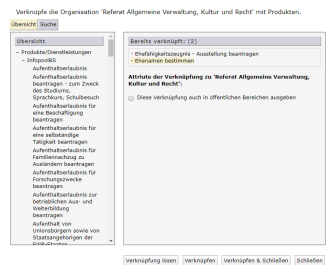 Verknüpfe die Organisation 'Referat Allgemeine Verwaltung, Kultur und Recht' mit Produkten.
Übersicht Suche
Übersicht
- Produkte/Dienstleistungen
- InfopoolBS
Aufenthaltserlaubnis
Aufenthaltserlaubnis
beantragen - zum Zweck
des Studiums,
Sprachkurs, Schulbesuch
Aufenthaltserlaubnis für
eine Beschäftigung
beantragen
Aufenthaltserlaubnis für
eine selbständige
Tätigkeit beantragen
Aufenthaltserlaubnis für
Familiennachzug zu
Ausländern beantragen
Aufenthaltserlaubnis für
Forschungszwecke
beantragen
Aufenthaltserlaubnis zur
betrieblichen Aus- und
Weiterbildung
beantragen
Aufenthalt von
Unionsbürgern sowie von
Staatsangehörigen der
EWR-Staaten
Bereits verknüpft: (2)
- Ehefähigkeitszeugnis - Ausstellung beantragen
- Ehenamen bestimmen
Attriute der Verknüpfung zu 'Referat Allgemeine Verwaltung,
Kultur und Recht':
Diese Verknüpfung auch in öffentlichen Bereichen ausgeben
Verknüpfung lösen Verknüpfen Verknüpfen & Schließen Schließen